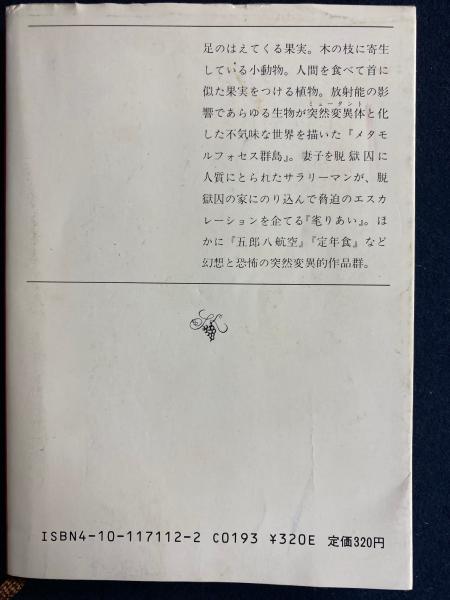 足のはえてくる果実。木の枝に寄生
している小動物。人間を食べて首に
似た果実をつける植物。放射能の影
ミュータント
響であらゆる生物が突然変異体と化
した不気味な世界を描いた『メタモ
ルフォセス群島』。妻子を脱獄囚に
人質にとられたサラリーマンが、脱
獄囚の家にのり込んで脅迫のエスカ
レーションを企てる『毟りあい』。ほ
かに『五郎八航空』『定年食』など
幻想と恐怖の突然変異的作品群。
ISBN4-10-117112-2 C0193 ¥320E 定価320円